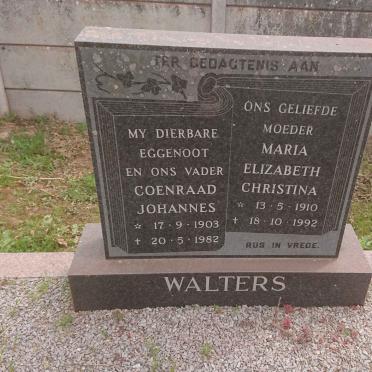 TER GEDAGTENIS AAN
MY DIERBARE
EGGENOOT
EN ONS VADER
COENRAAD
JOHANNES
☆ 17-9-1903
✝ 20-5-1982
ONS GELIEFDE
MOEDER
MARIA
ELIZABETH
CHRISTINA
☆ 13-5-1910
✝ 18-10-1992
RUS IN VREDE.
WALTERS